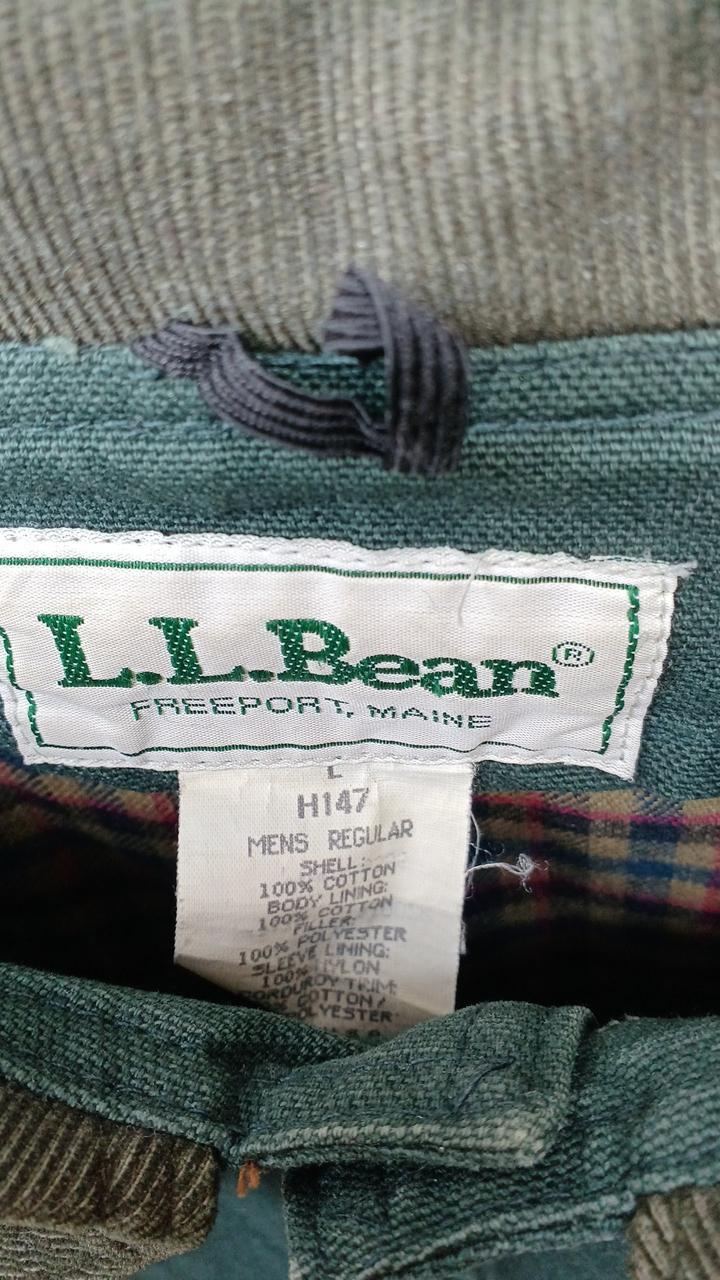 L.L.Bean®
FREEPORT, MAINE
L
H147
MENS REGULAR
SHELL:
100% COTTON
BODY LINING:
100% COTTON
FILLER:
100% POLYESTER
SLEEVE LINING:
100% NYLON
CORDUROY TRIM:
COTTON/
POLYESTER